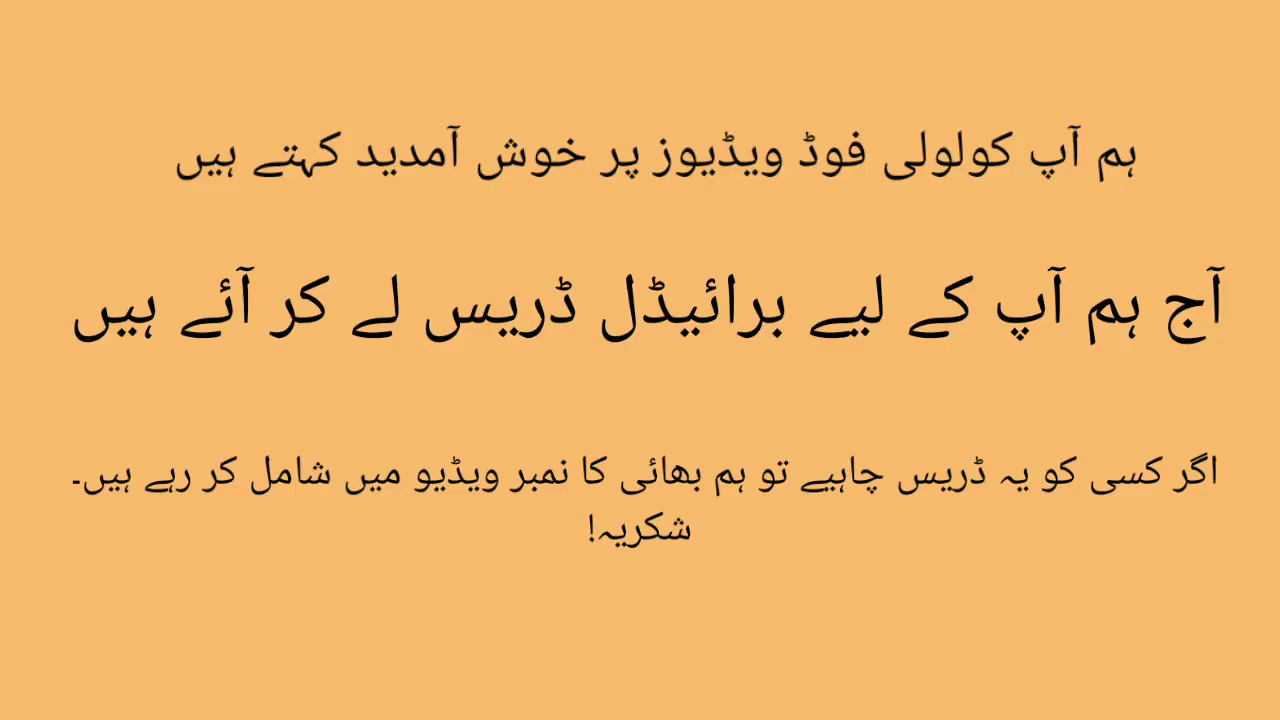 ہم آپ کولولی فوڈ ویڈیوز پر خوش آمدید کہتے ہیں
آج ہم آپ کے لیے برائیڈل ڈریس لے کر آئے ہیں
اگر کسی کو یہ ڈریس چاہیے تو ہم بھائی کا نمبر ویڈیو میں شامل کر رہے ہیں۔
شکریہ!